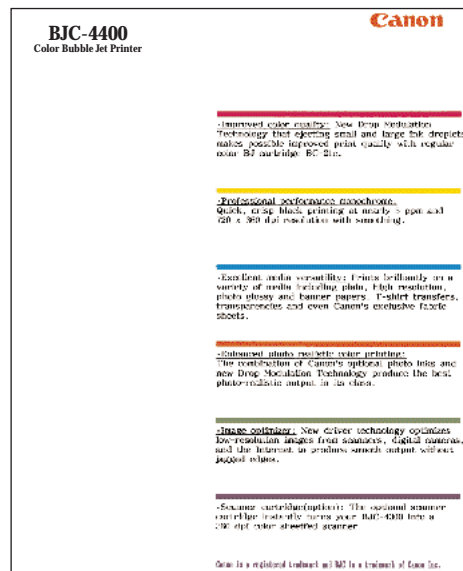 BJC-4400
Color Bubble Jet Printer
Canon
-Improved color quality: New Drop Modulation
Technology that ejecting small and large ink droplets
makes possible improved print quality with regular
color BJ cartridge BC-21e.
-Professional performance monochrome.
Quick, crisp black printing at nearly 5 ppm and
720 x 360 dpi resolution with smoothing.
-Excellent media versatility: Prints brilliantly on a
variety of media including plain, high resolution,
photo glossy and banner papers, T-shirt transfers,
transparencies and even Canon's exclusive fabric
sheets.
-Enhanced photo realistic color printing:
The combination of Canon's optional photo inks and
new Drop Modulation Technology produce the best
photo-realistic output in its class.
-Image optimizer: New driver technology optimizes
low-resolution images from scanners, digital cameras,
and the Internet to produce smooth output without
jagged edges.
-Scanner cartridge(option): The optional scanner
cartridge instantly turns your into a
360 dpi color sheetfed scanner
Canon is a registered trademark and BJC is a trademark of Canon Inc.